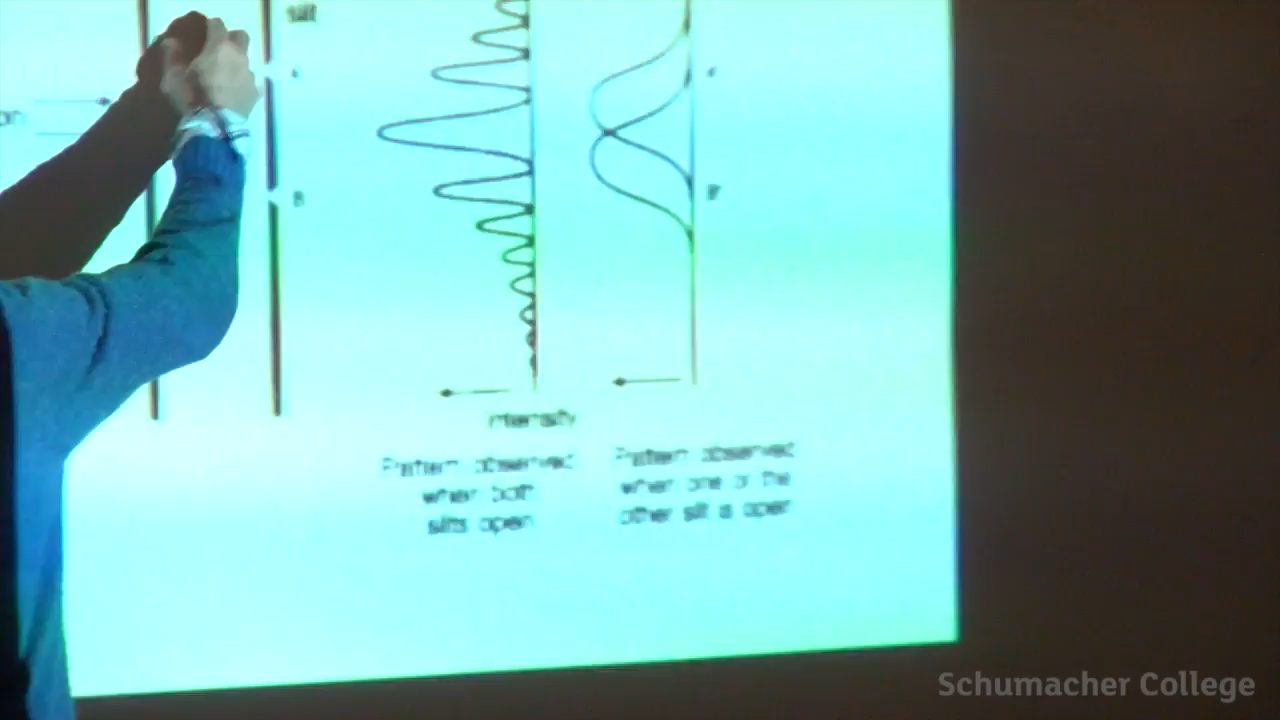 slit
A
B
A'
B'
intensity
Pattern observed
when both
slits open
Pattern observed
when one or the
other slit is open
Schumacher College